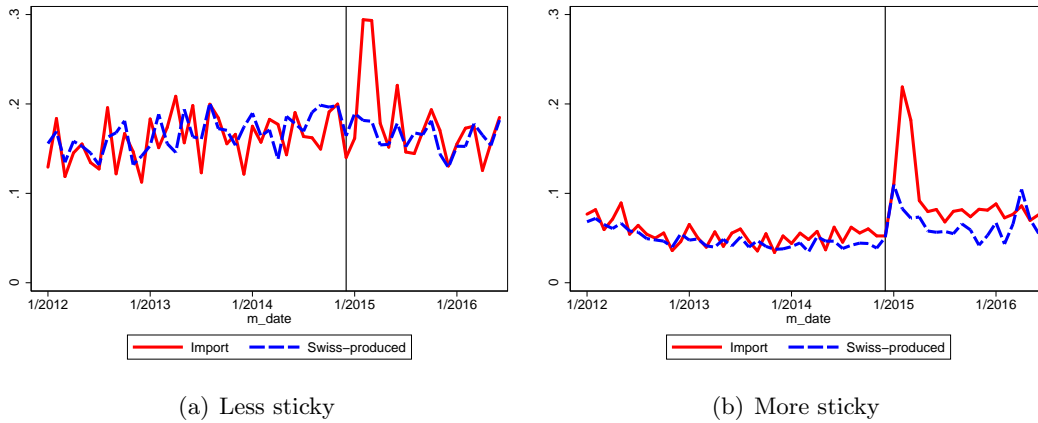 .3
.2
.1
0
1/2012 1/2013 1/2014 1/2015 1/2016
m_date
Import Swiss−produced
(a) Less sticky
.3
.2
.1
0
1/2012 1/2013 1/2014 1/2015 1/2016
m_date
Import Swiss−produced
(b) More sticky